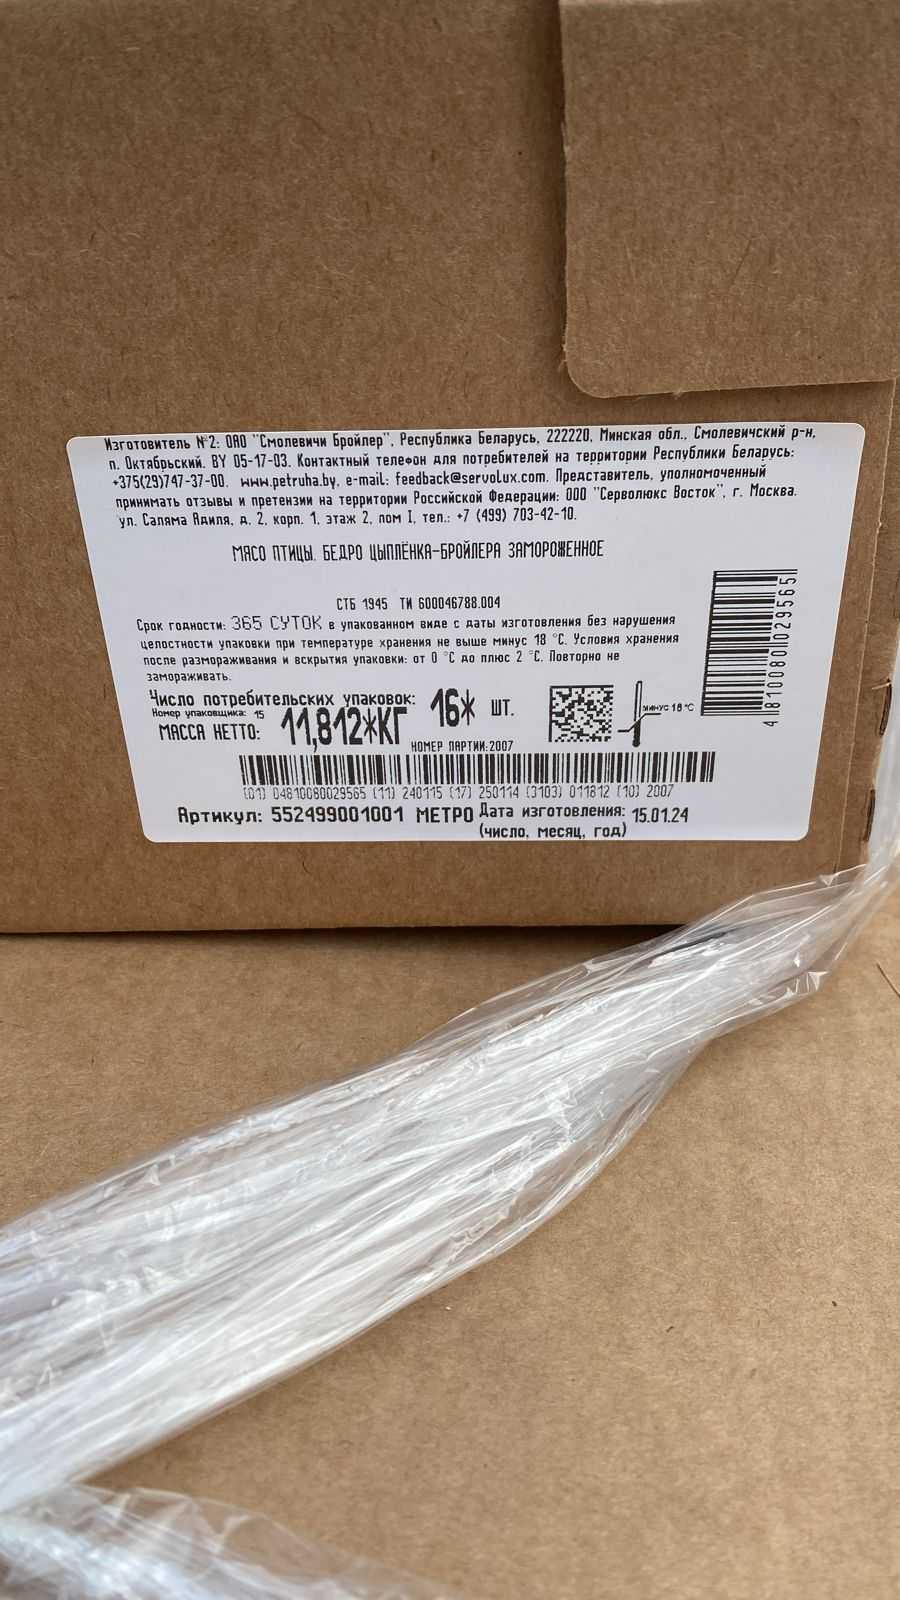 Изготовитель №2: ОАО "Смолевичи Бройлер", Республика Беларусь, 222220, Минская обл., Смолевичский р-н,
п. Октябрьский. BY 05-17-03. Контактный телефон для потребителей на территории Республики Беларусь:
+375(29)747-37-00. www.petruha.by, e-mail: feedback@servolux.com. Представитель, уполномоченный
принимать отзывы и претензии на территории Российской Федерации: ООО "Серволюкс Восток", г. Москва.
ул. Саляма Адиля, д. 2, корп. 1, этаж 2, пом I, тел.: +7 (499) 703-42-10.
МЯСО ПТИЦЫ. БЕДРО ЦЫПЛЁНКА-БРОЙЛЕРА ЗАМОРОЖЕННОЕ
СТБ 1945 ТИ 600046788.004
Срок годности: 365 СУТОК в упакованном виде с даты изготовления без нарушения
целостности упаковки при температуре хранения не выше минус 18 °С. Условия хранения
после размораживания и вскрытия упаковки: от 0 °С до плюс 2 °С. Повторно не
замораживать.
Число потребительских упаковок: 16* шт.
Номер упаковщика: 15
МАССА НЕТТО: 11,812*КГ
НОМЕР ПАРТИИ:2007
минус 18 °С
4810080029565
(01) 04810080029565 (11) 240115 (17) 250114 (3103) 011812 (10) 2007
Артикул: 552499001001 МЕТРО Дата изготовления: 15.01.24
(число, месяц, год)